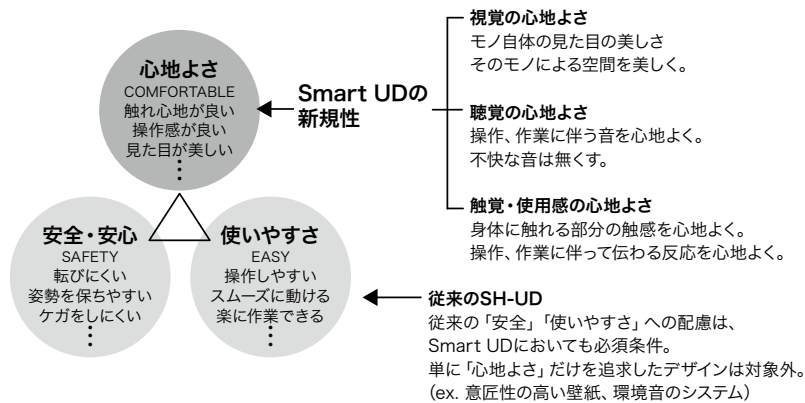 心地よさ
COMFORTABLE
触れ心地が良い
操作感が良い
見た目が美しい
⋮
安全・安心
SAFETY
転びにくい
姿勢を保ちやすい
ケガをしにくい
⋮
使いやすさ
EASY
操作しやすい
スムーズに動ける
楽に作業できる
⋮
Smart UDの
新規性
視覚の心地よさ
モノ自体の見た目の美しさ
そのモノによる空間を美しく。
聴覚の心地よさ
操作、作業に伴う音を心地よく。
不快な音は無くす。
触覚・使用感の心地よさ
身体に触れる部分の触感を心地よく。
操作、作業に伴って伝わる反応を心地よく。
従来のSH-UD
従来の「安全」「使いやすさ」への配慮は、
Smart UDにおいても必須条件。
単に「心地よさ」だけを追求したデザインは対象外。
(ex. 意匠性の高い壁紙、環境音のシステム)